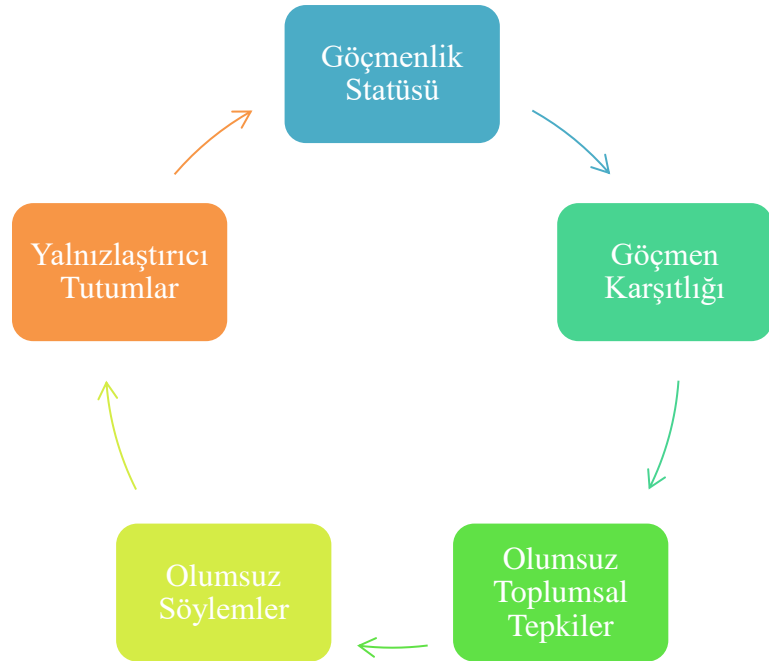 Göçmenlik
Statüsü
Göçmen
Karşıtlığı
Olumsuz
Toplumsal
Tepkiler
Olumsuz
Söylemler
Yalnızlaştırıcı
Tutumlar